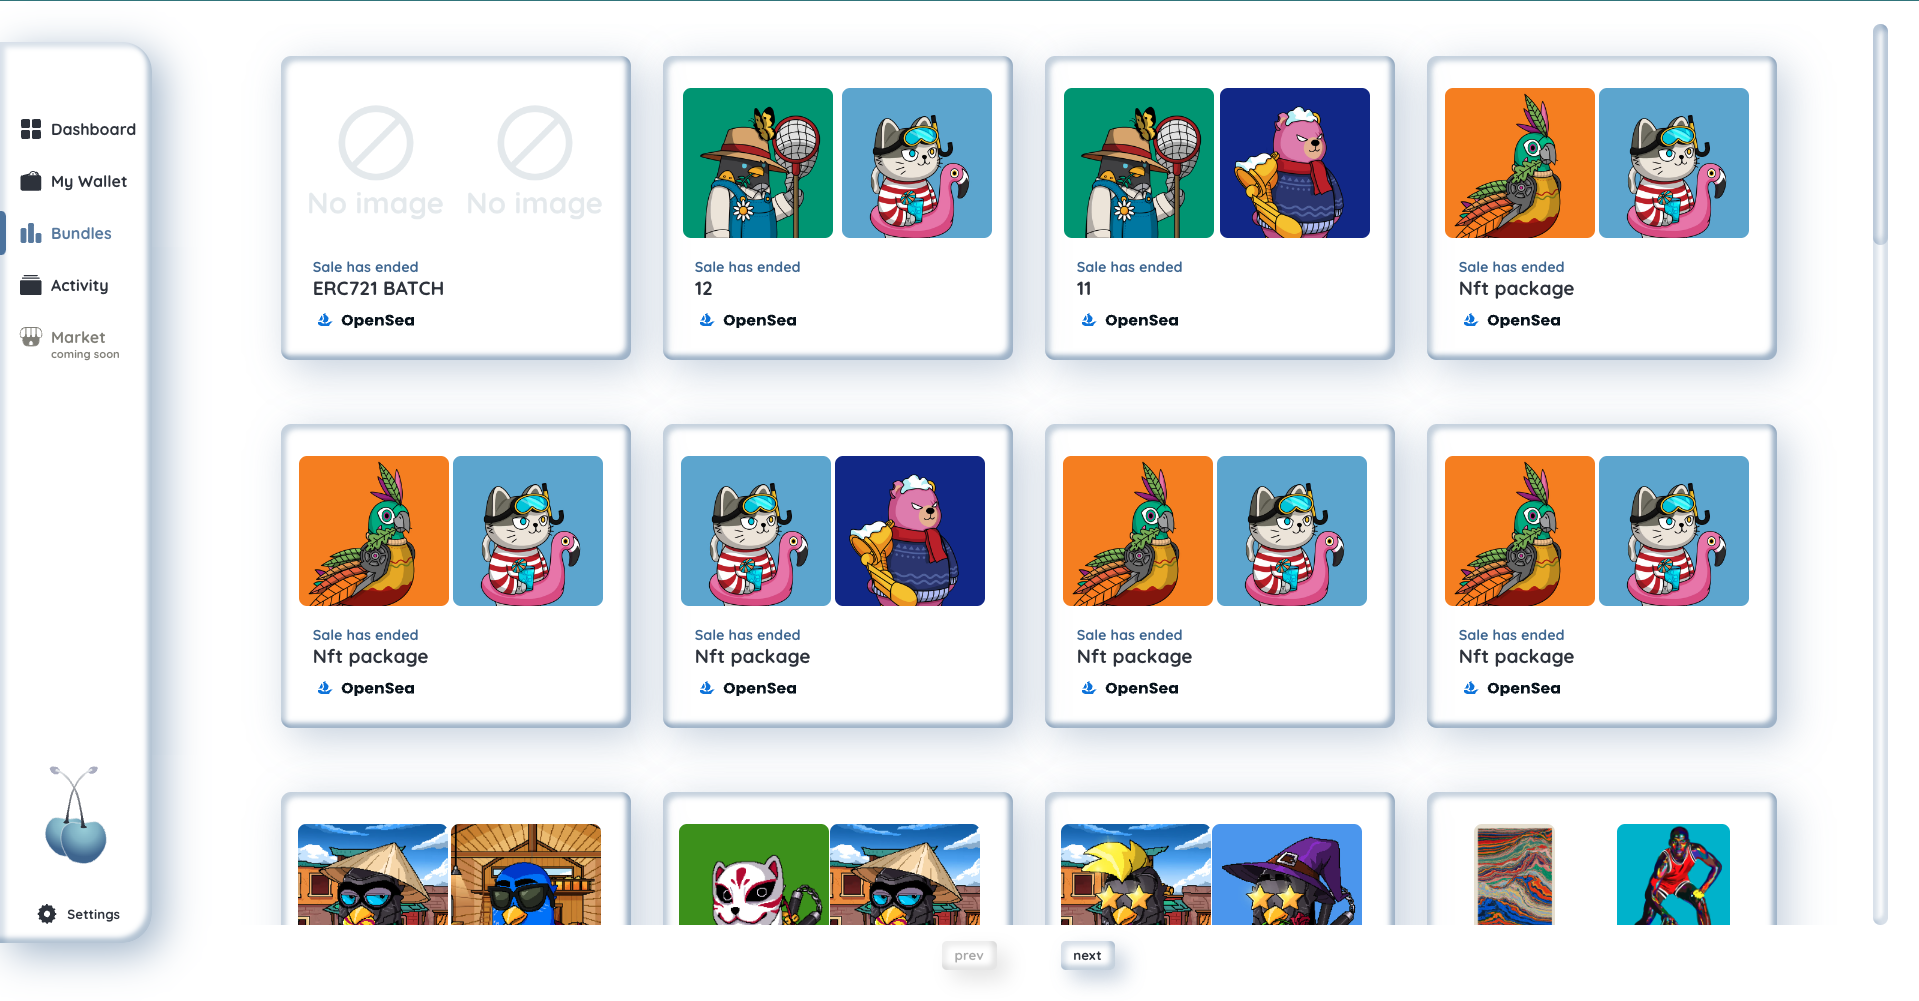 Dashboard
My Wallet
Bundles
Activity
Market
coming soon
Settings
No image No image
Sale has ended
ERC721 BATCH
OpenSea
Sale has ended
12
OpenSea
Sale has ended
11
OpenSea
Sale has ended
Nft package
OpenSea
Sale has ended
Nft package
OpenSea
Sale has ended
Nft package
OpenSea
Sale has ended
Nft package
OpenSea
Sale has ended
Nft package
OpenSea
prev
next